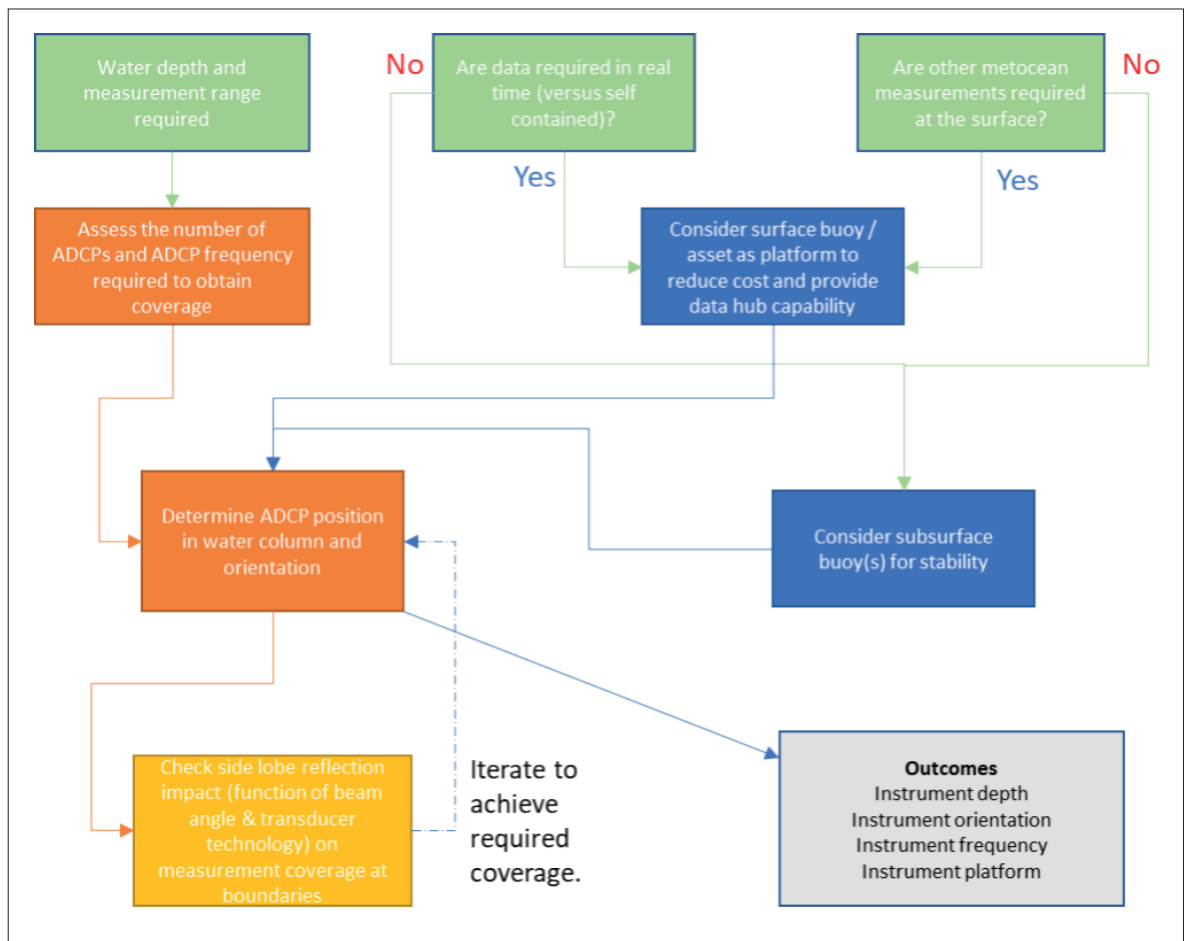 Water depth and
measurement range
required
No
Are data required in real
time (versus self
contained)?
Are other metocean
measurements required
at the surface?
No
Yes
Yes
Assess the number of
ADCPs and ADCP frequency
required to obtain
coverage
Consider surface buoy /
asset as platform to
reduce cost and provide
data hub capability
Determine ADCP position
in water column and
orientation
Consider subsurface
buoy(s) for stability
Check side lobe reflection
impact (function of beam
angle & transducer
technology) on
measurement coverage at
boundaries
Iterate to
achieve
required
coverage.
Outcomes
Instrument depth
Instrument orientation
Instrument frequency
Instrument platform